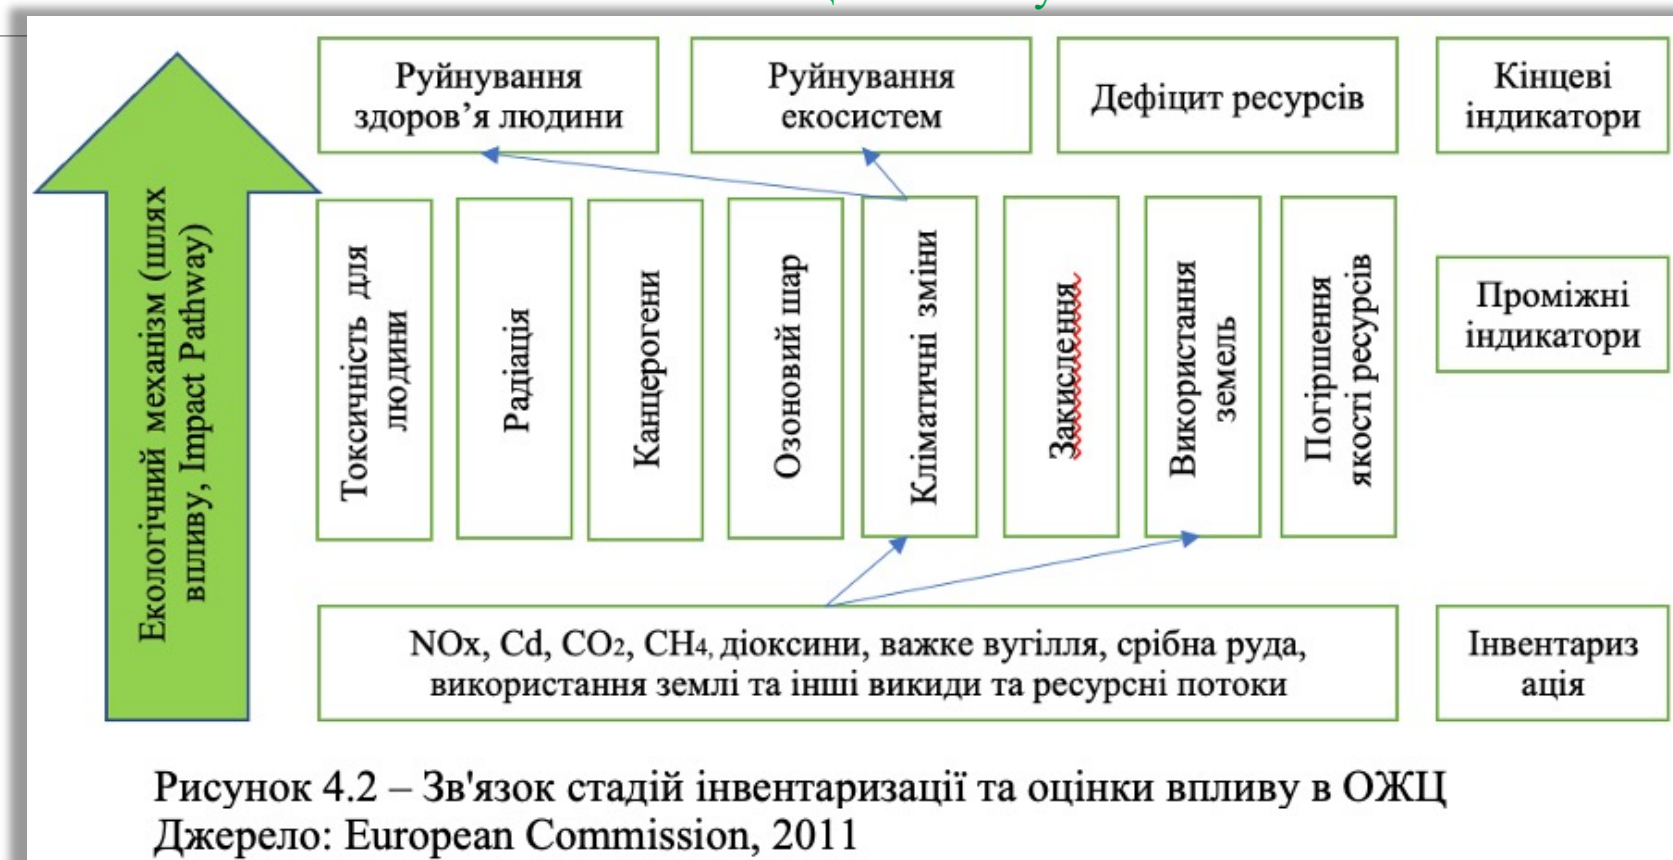 Руйнування
здоров’я людини
Руйнування
екосистем
Дефіцит ресурсів
Кінцеві
індикатори
Екологічний механізм (шлях
впливу, Impact Pathway)
Токсичність для
людини
Радіація
Канцерогени
Озоновий шар
Кліматичні зміни
Закислення
Використання
земель
Погіршення
якості ресурсів
Проміжні
індикатори
NOx, Cd, CO2, CH4, діоксини, важке вугілля, срібна руда,
використання землі та інші викиди та ресурсні потоки
Інвентариз
ація
Рисунок 4.2 – Зв'язок стадій інвентаризації та оцінки впливу в ОЖЦ
Джерело: European Commission, 2011